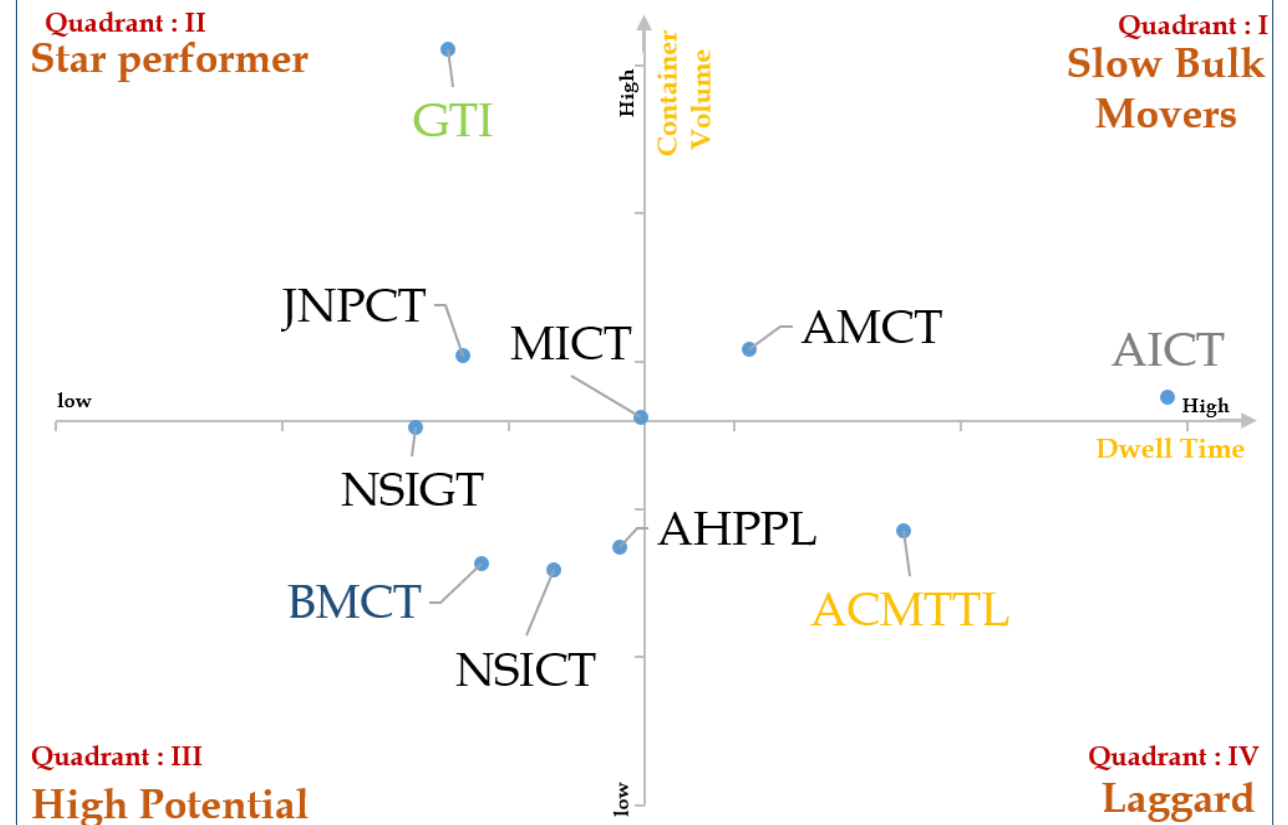 Quadrant : II
Star performer
Quadrant : I
Slow Bulk
Movers
High
Container
Volume
GTI
JNPCT
MICT
AMCT
AICT
low
High
Dwell Time
NSIGT
AHPPL
BMCT
ACMTTL
NSICT
Quadrant : III
High Potential
low
Quadrant : IV
Laggard